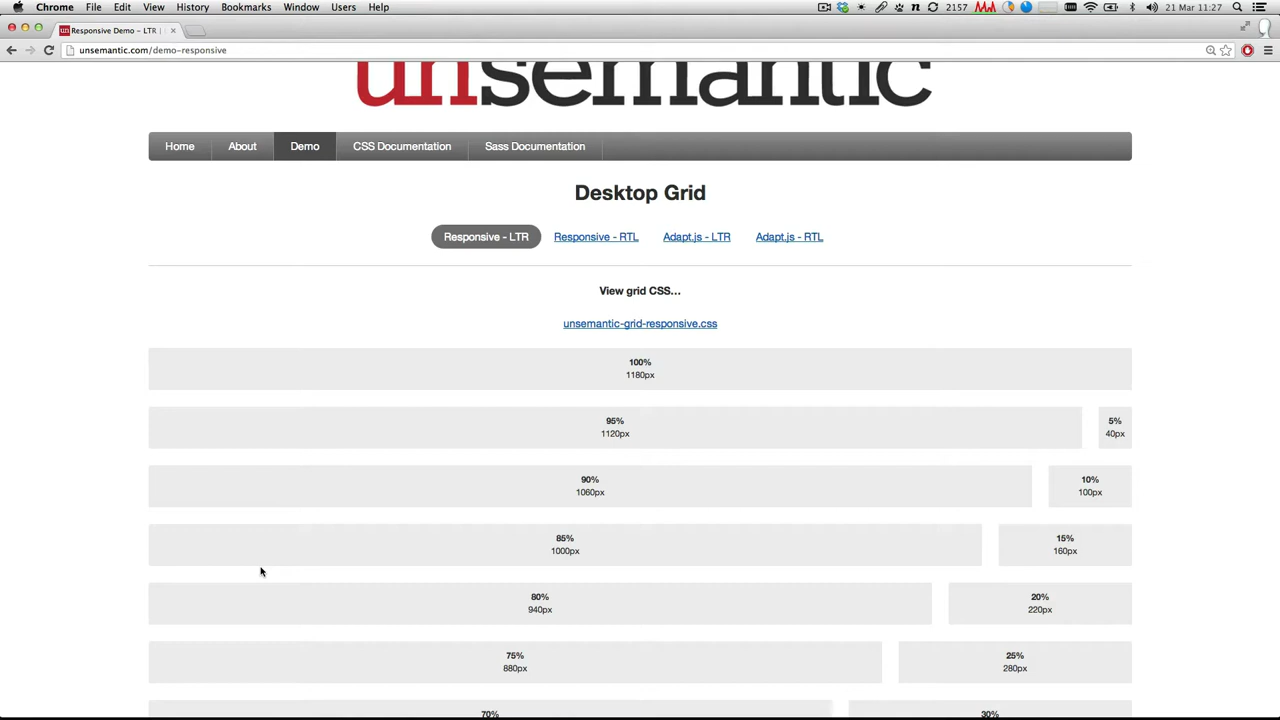 Chrome File Edit View History Bookmarks Window Users Help 2157 21 Mar 11:27
Responsive Demo – LTR |
unsemantic.com/demo-responsive
unsemantic
Home About Demo CSS Documentation Sass Documentation
Desktop Grid
Responsive - LTR Responsive - RTL Adapt.js - LTR Adapt.js - RTL
View grid CSS...
unsemantic-grid-responsive.css
100%
1180px
95% 5%
1120px 40px
90% 10%
1060px 100px
85% 15%
1000px 160px
80% 20%
940px 220px
75% 25%
880px 280px
70% 30%